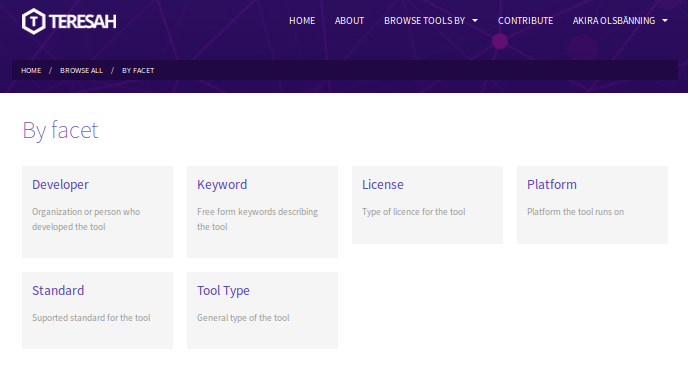 TERESAH
HOME
ABOUT
BROWSE TOOLS BY
CONTRIBUTE
AKIRA OLSBÄNNING
HOME / BROWSE ALL / BY FACET
By facet
Developer
Organization or person who
developed the tool
Keyword
Free form keywords describing
the tool
License
Type of licence for the tool
Platform
Platform the tool runs on
Standard
Suported standard for the tool
Tool Type
General type of the tool